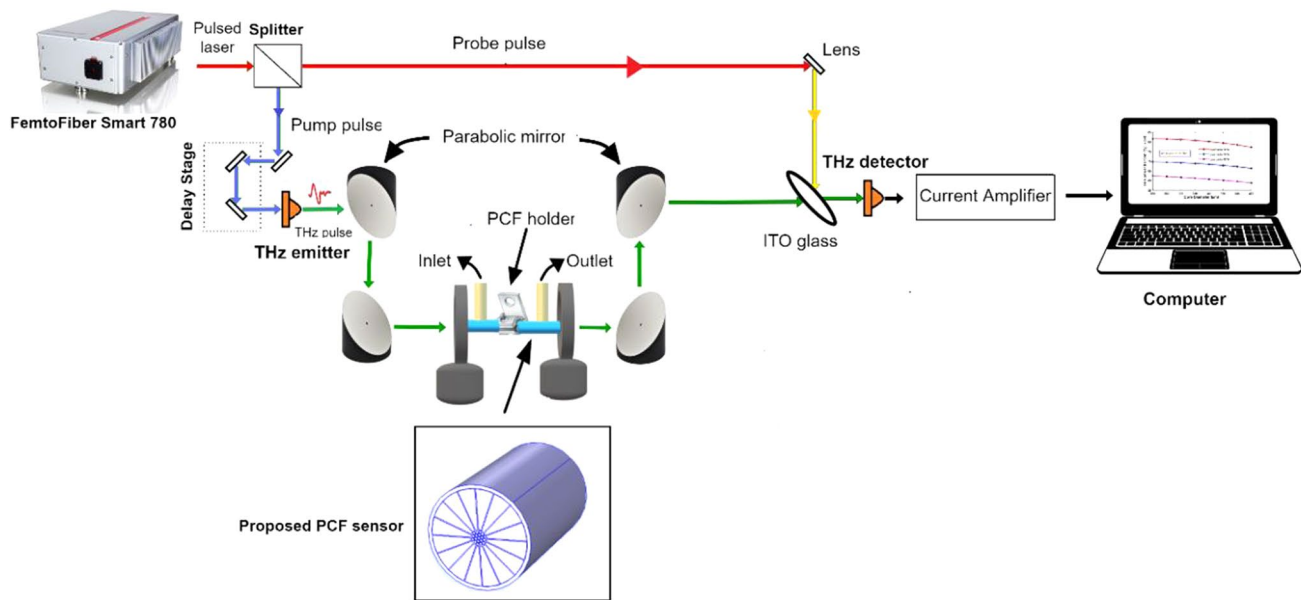 Pulsed
laser
Splitter
Probe pulse
Lens
FemtoFiber Smart 780
Pump pulse
Delay Stage
Parabolic mirror
THz detector
THz pulse
THz emitter
PCF holder
Inlet
Outlet
ITO glass
Current Amplifier
Computer
Proposed PCF sensor